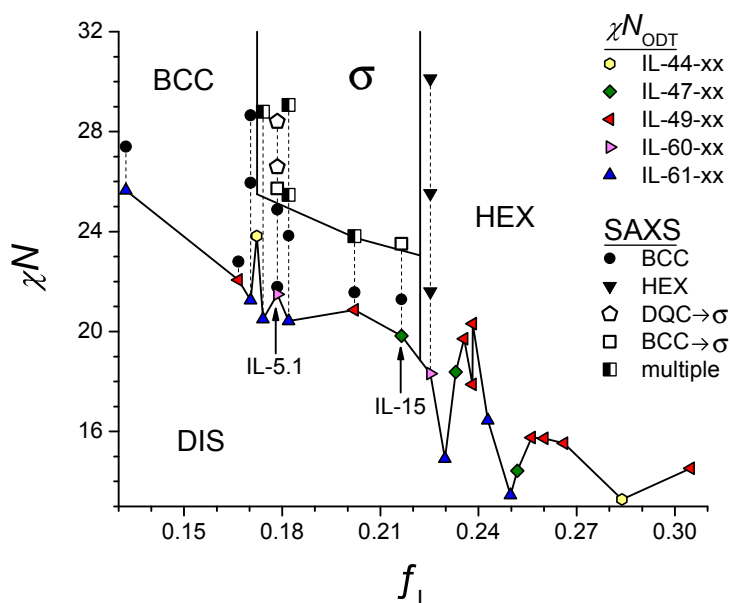 32
28
24
20
16
χN
BCC
σ
HEX
DIS
IL-5.1
IL-15
0.15
0.18
0.21
0.24
0.27
0.30
f_L
χN_ODT
IL-44-xx
IL-47-xx
IL-49-xx
IL-60-xx
IL-61-xx
SAXS
BCC
HEX
DQC→σ
BCC→σ
multiple